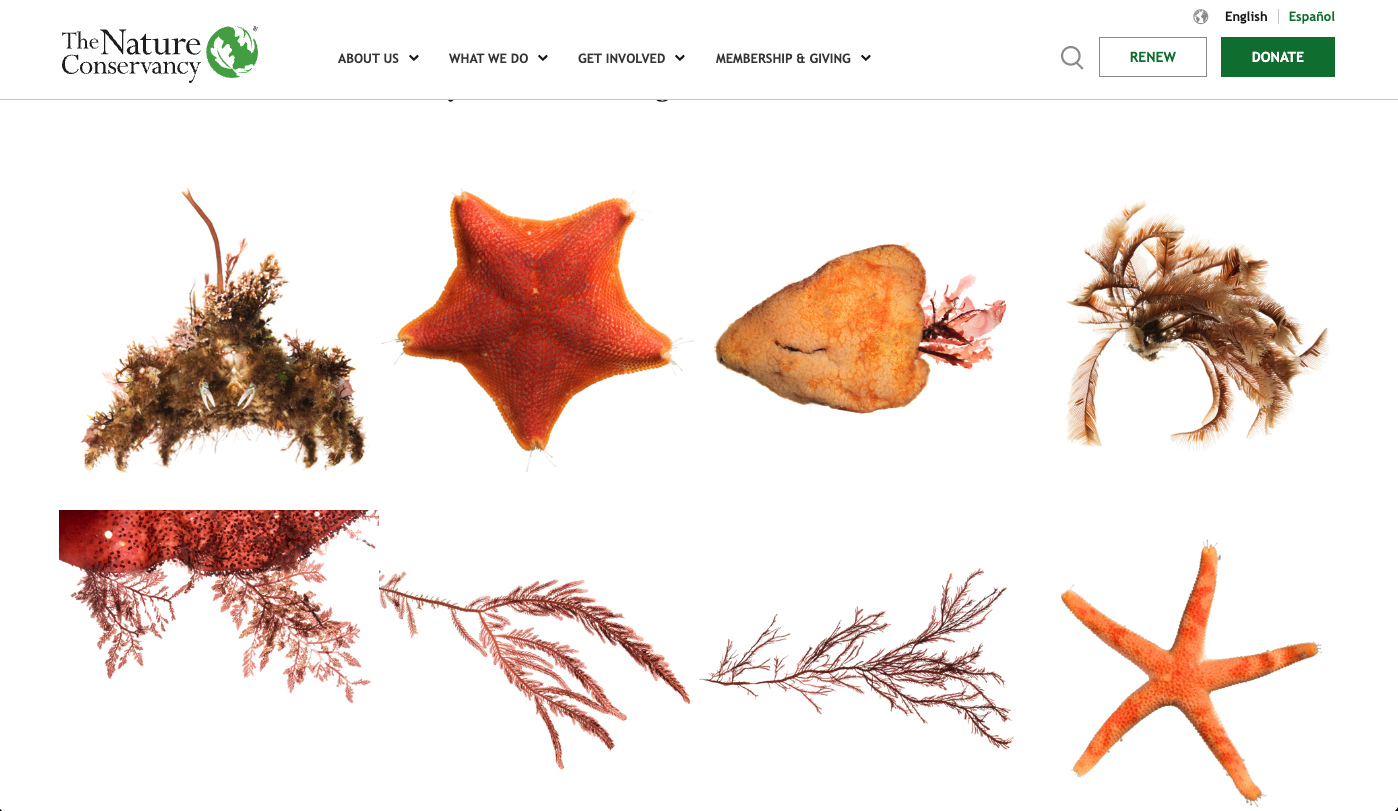 English
Español
The Nature
Conservancy
®
ABOUT US
WHAT WE DO
GET INVOLVED
MEMBERSHIP & GIVING
RENEW
DONATE